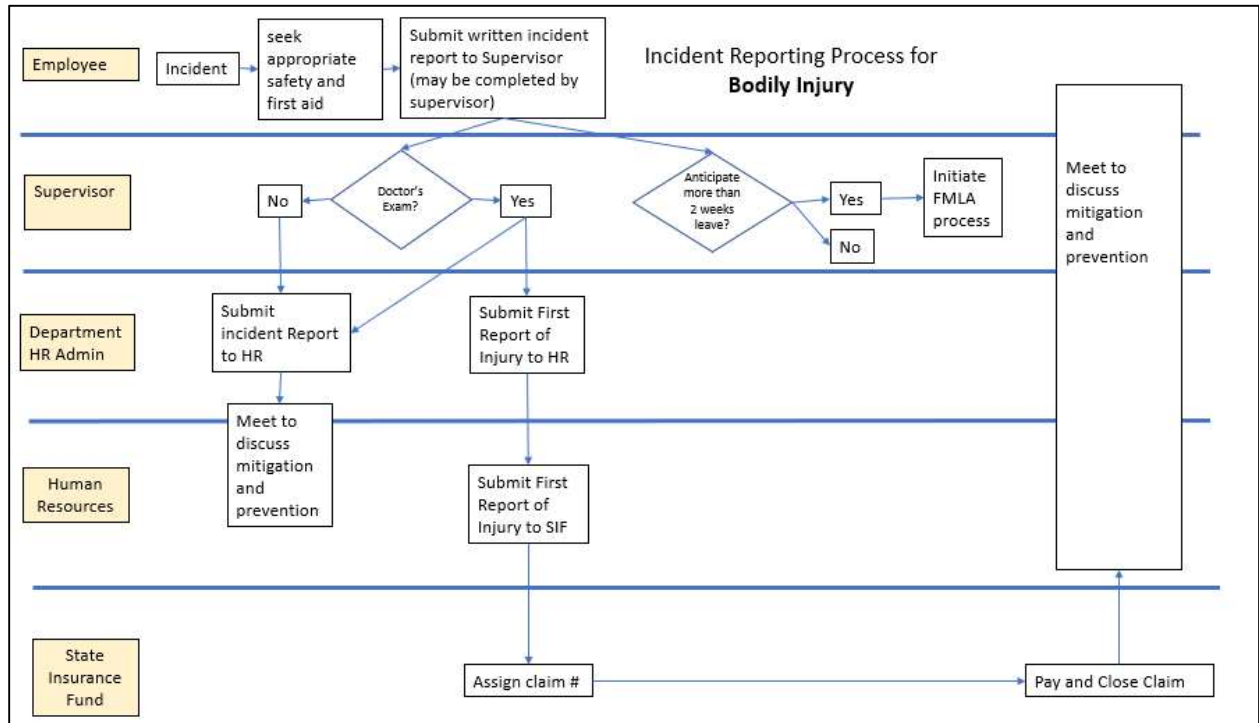 Incident Reporting Process for
Bodily Injury
Employee
Incident
seek
appropriate
safety and
first aid
Submit written incident
report to Supervisor
(may be completed by
supervisor)
Supervisor
No
Doctor's
Exam?
Yes
Anticipate
more than
2 weeks
leave?
Yes
No
Initiate
FMLA
process
Meet to
discuss
mitigation
and
prevention
Department
HR Admin
Submit
incident Report
to HR
Submit First
Report of
Injury to HR
Meet to
discuss
mitigation
and
prevention
Human
Resources
Submit First
Report of
Injury to SIF
State
Insurance
Fund
Assign claim #
Pay and Close Claim